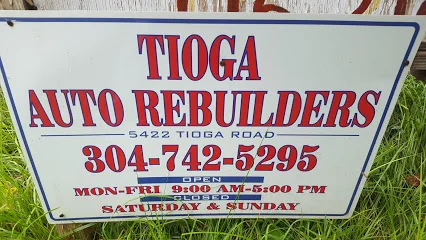 TIOGA
AUTO REBUILDERS
5422 TIOGA ROAD
304-742-5295
OPEN
MON-FRI 9:00 AM-5:00 PM
CLOSED
SATURDAY & SUNDAY